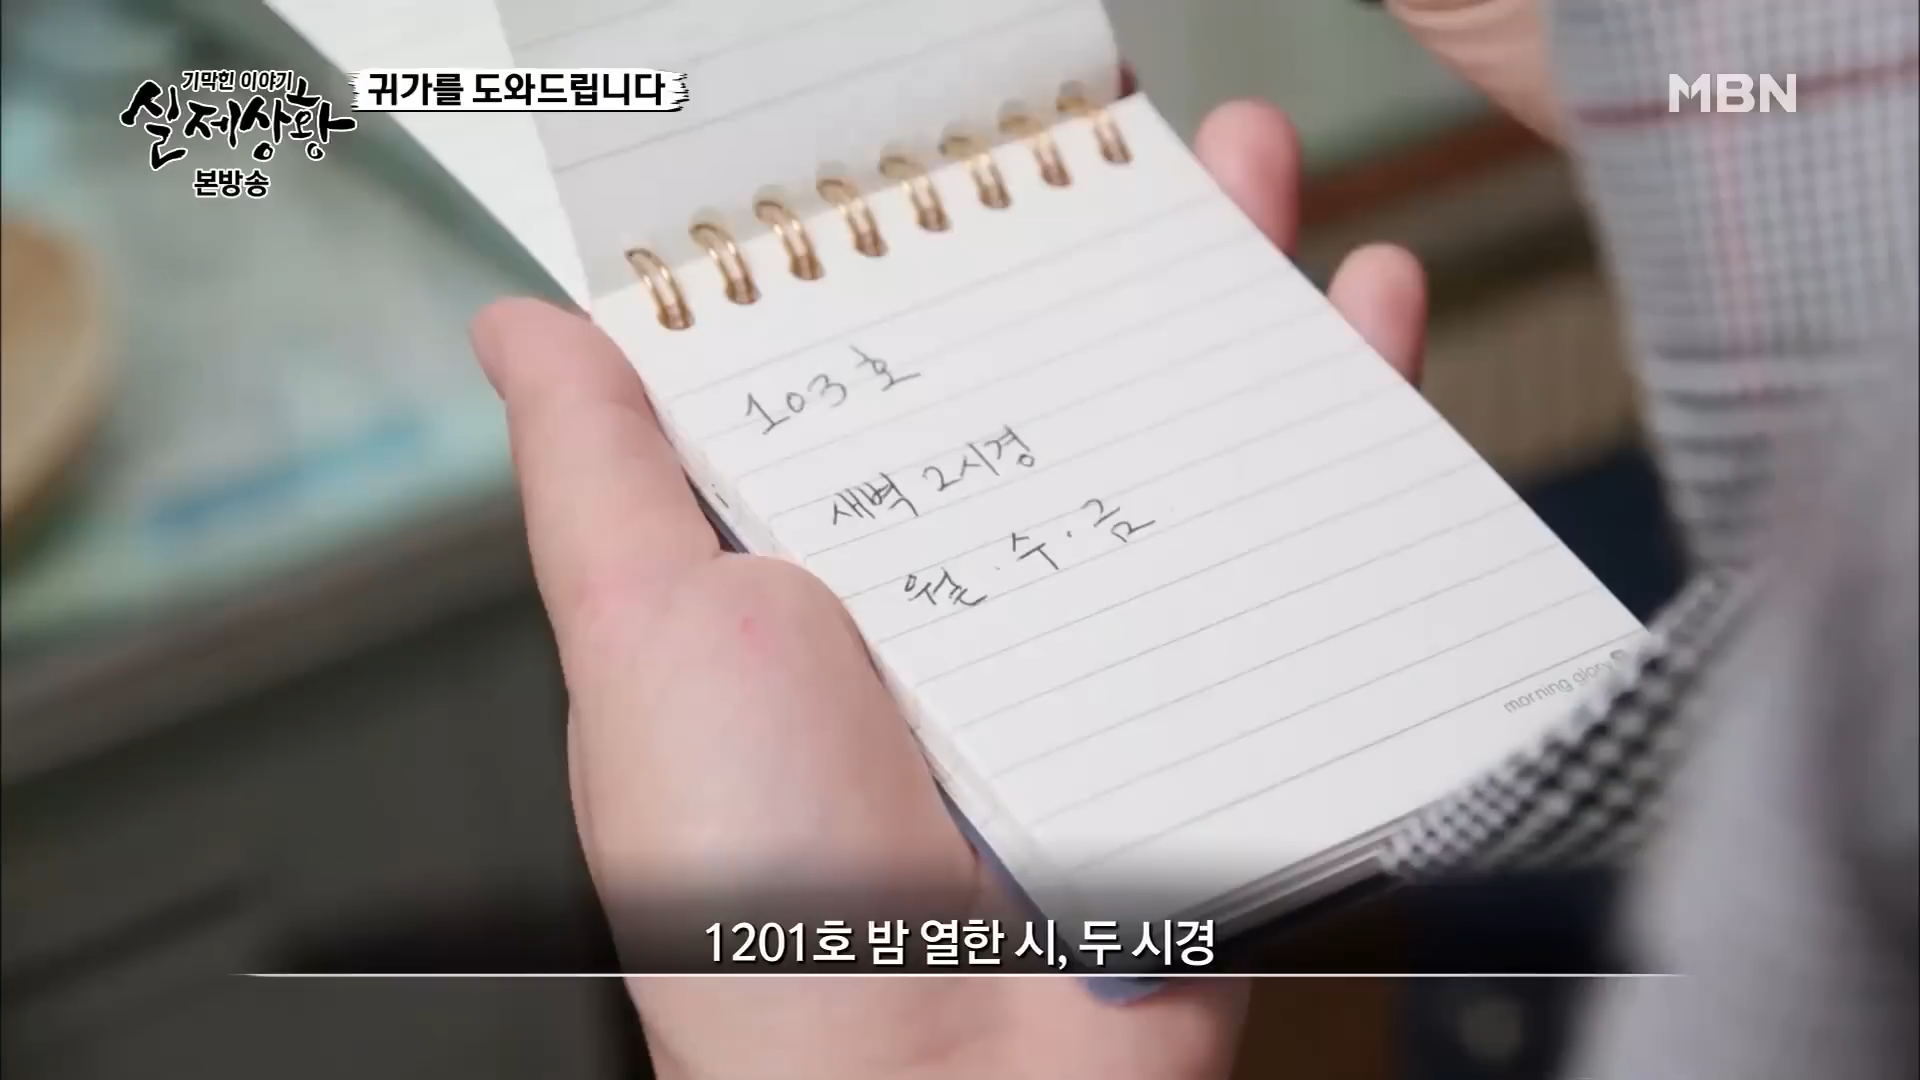 기막힌 이야기
실제상황
본방송
귀가를 도와드립니다
MBN
103호
새벽 2시경
월·수·금
morning glory
1201호 밤 열한 시, 두 시경